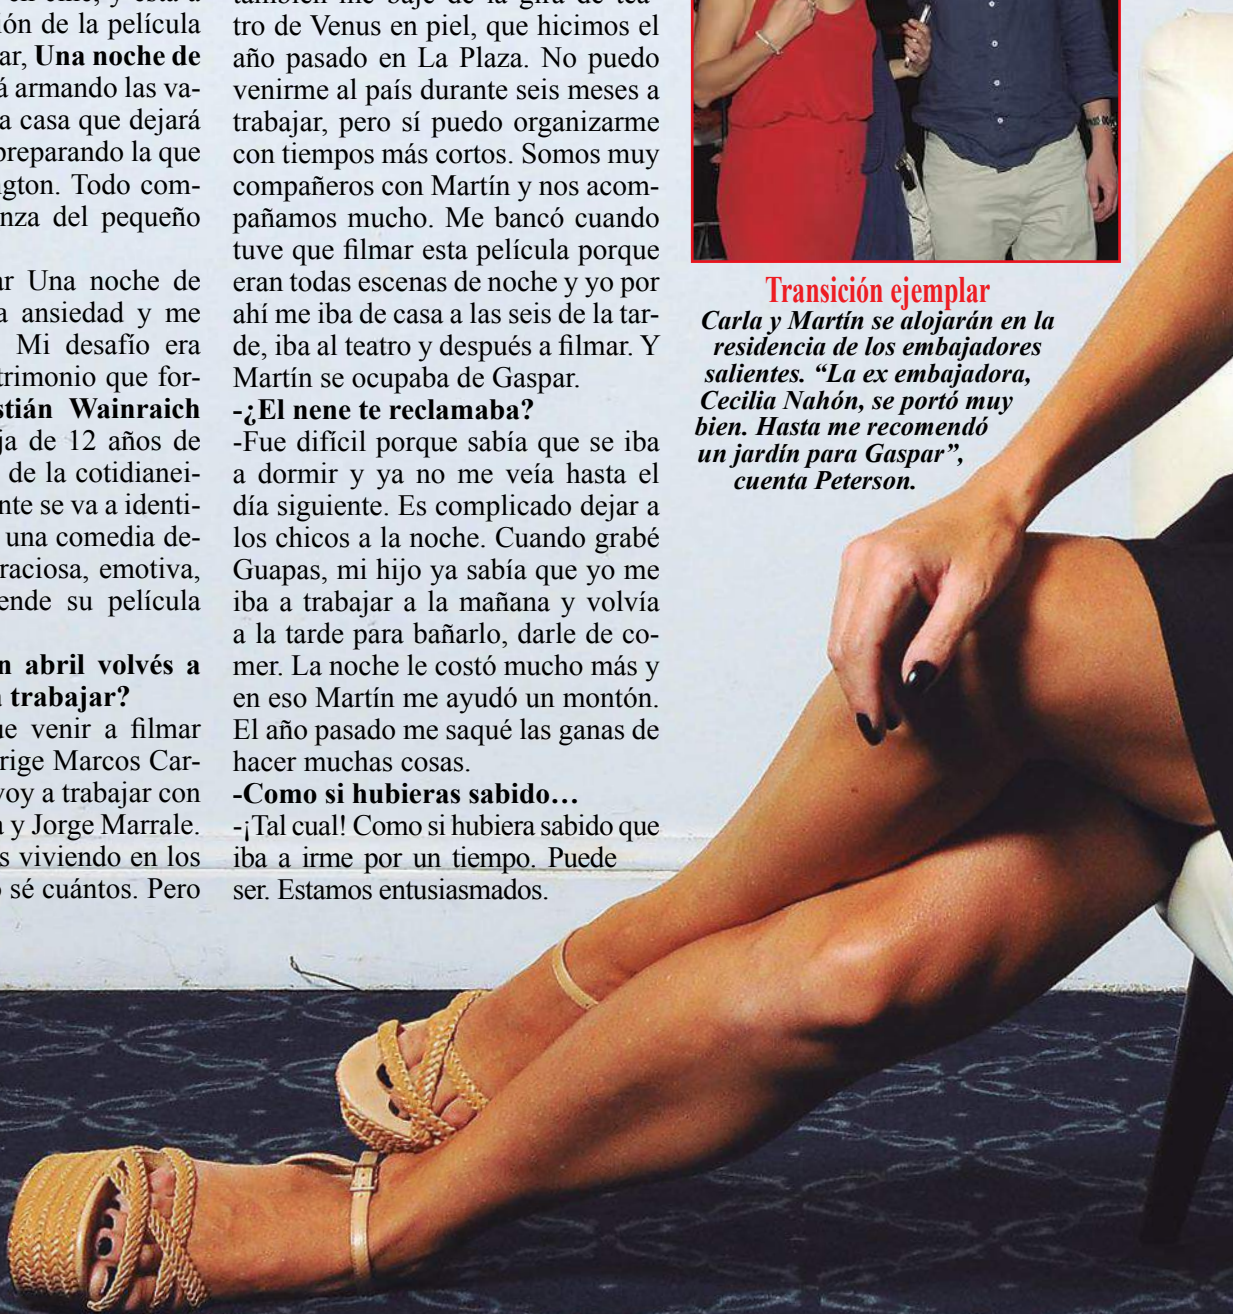 ión de la película
ar, Una noche de
á armando las va-
a casa que dejará
preparando la que
ngton. Todo com-
nza del pequeño
ar Una noche de
a ansiedad y me
Mi desafío era
trimonio que for-
stián Wainraich
ja de 12 años de
de la cotidianei-
nte se va a identi-
una comedia de-
raciosa, emotiva,
ende su película
n abril volvés a
a trabajar?
ue venir a filmar
rige Marcos Car-
voy a trabajar con
a y Jorge Marrale.
s viviendo en los
o sé cuántos. Pero
también me bajé de la gira de tea-
tro de Venus en piel, que hicimos el
año pasado en La Plaza. No puedo
venirme al país durante seis meses a
trabajar, pero sí puedo organizarme
con tiempos más cortos. Somos muy
compañeros con Martín y nos acom-
pañamos mucho. Me bancó cuando
tuve que filmar esta película porque
eran todas escenas de noche y yo por
ahí me iba de casa a las seis de la tar-
de, iba al teatro y después a filmar. Y
Martín se ocupaba de Gaspar.
-¿El nene te reclamaba?
-Fue difícil porque sabía que se iba
a dormir y ya no me veía hasta el
día siguiente. Es complicado dejar a
los chicos a la noche. Cuando grabé
Guapas, mi hijo ya sabía que yo me
iba a trabajar a la mañana y volvía
a la tarde para bañarlo, darle de co-
mer. La noche le costó mucho más y
en eso Martín me ayudó un montón.
El año pasado me saqué las ganas de
hacer muchas cosas.
-Como si hubieras sabido…
-¡Tal cual! Como si hubiera sabido que
iba a irme por un tiempo. Puede
ser. Estamos entusiasmados.
Transición ejemplar
Carla y Martín se alojarán en la
residencia de los embajadores
salientes. “La ex embajadora,
Cecilia Nahón, se portó muy
bien. Hasta me recomendó
un jardín para Gaspar”,
cuenta Peterson.